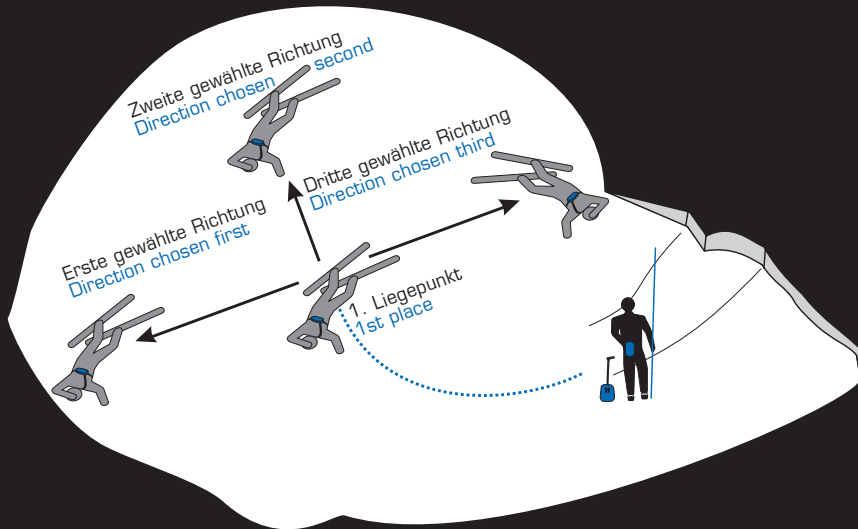 Zweite gewählte Richtung
Direction chosen second
Dritte gewählte Richtung
Direction chosen third
Erste gewählte Richtung
Direction chosen first
1. Liegepunkt
1st place